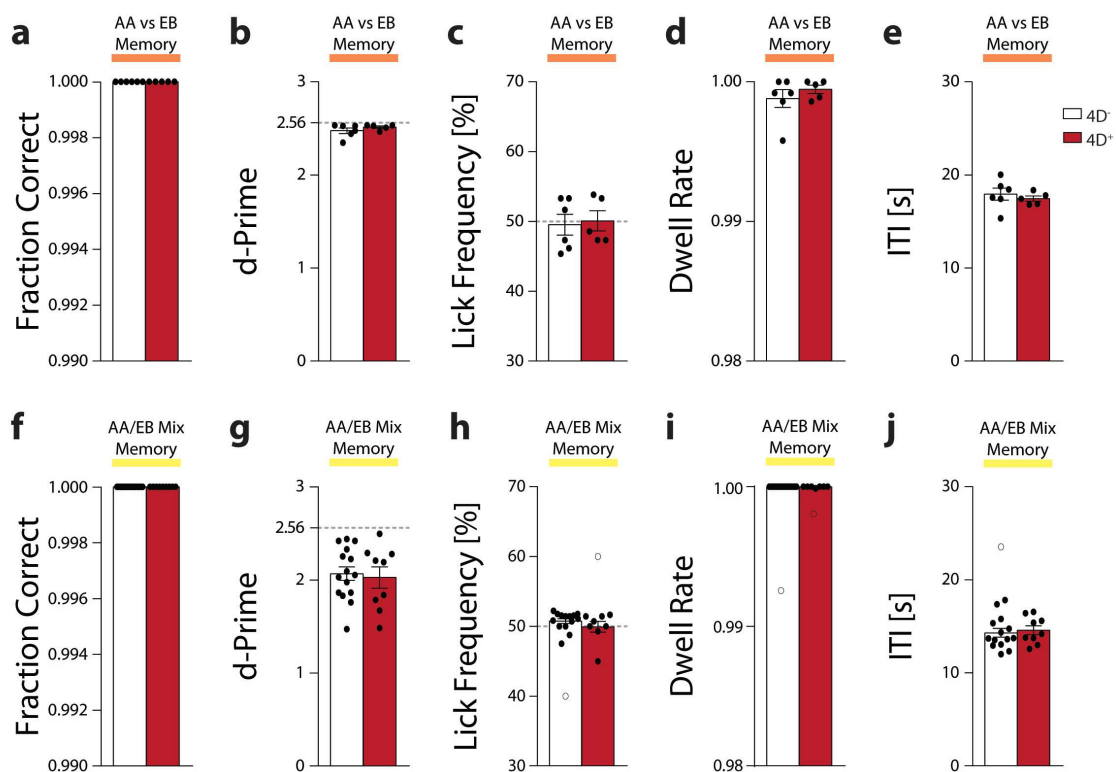 a
AA vs EB
Memory
Fraction Correct
1.000
0.998
0.996
0.994
0.992
0.990
b
AA vs EB
Memory
d-Prime
3
2.56
2
1
0
c
AA vs EB
Memory
Lick Frequency [%]
70
60
50
40
30
d
AA vs EB
Memory
Dwell Rate
1.00
0.99
0.98
e
AA vs EB
Memory
ITI [s]
30
20
10
0
4D⁻
4D⁺
f
AA/EB Mix
Memory
Fraction Correct
1.000
0.998
0.996
0.994
0.992
0.990
g
AA/EB Mix
Memory
d-Prime
3
2.56
2
1
0
h
AA/EB Mix
Memory
Lick Frequency [%]
70
60
50
40
30
i
AA/EB Mix
Memory
Dwell Rate
1.00
0.99
0.98
j
AA/EB Mix
Memory
ITI [s]
30
20
10
0